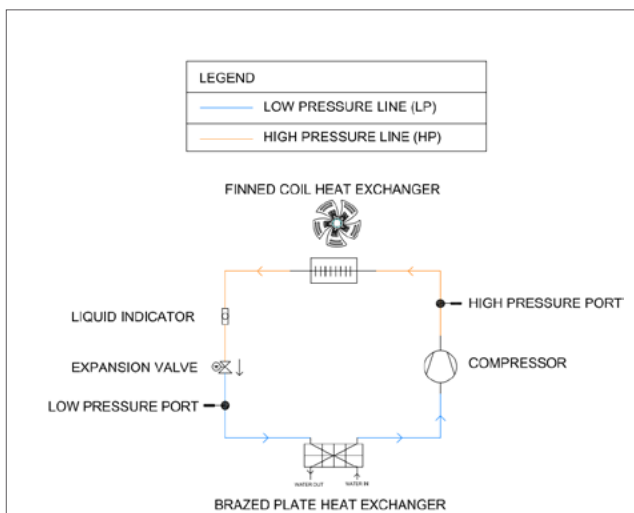 LEGEND
LOW PRESSURE LINE (LP)
HIGH PRESSURE LINE (HP)
FINNED COIL HEAT EXCHANGER
HIGH PRESSURE PORT
LIQUID INDICATOR
EXPANSION VALVE
COMPRESSOR
LOW PRESSURE PORT
WATER OUT
WATER IN
BRAZED PLATE HEAT EXCHANGER